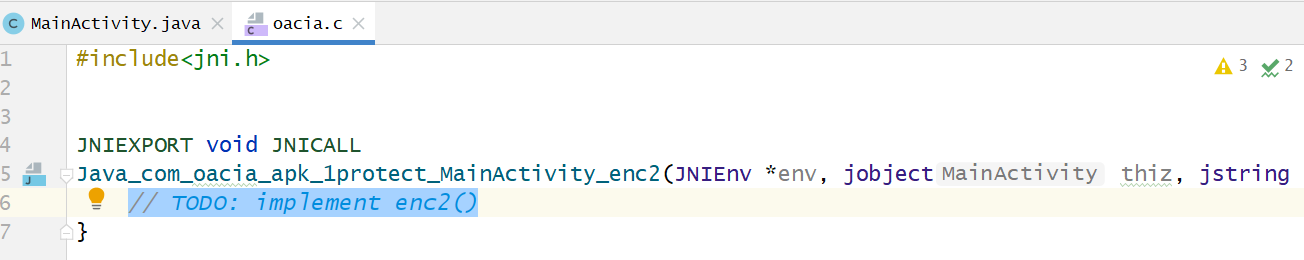 MainActivity.java oacia.c
1 #include<jni.h> 3 2
2
3
4 JNIEXPORT void JNICALL
5 Java_com_oacia_apk_1protect_MainActivity_enc2(JNIEnv *env, jobject MainActivity thiz, jstring
6 // TODO: implement enc2()
7 }